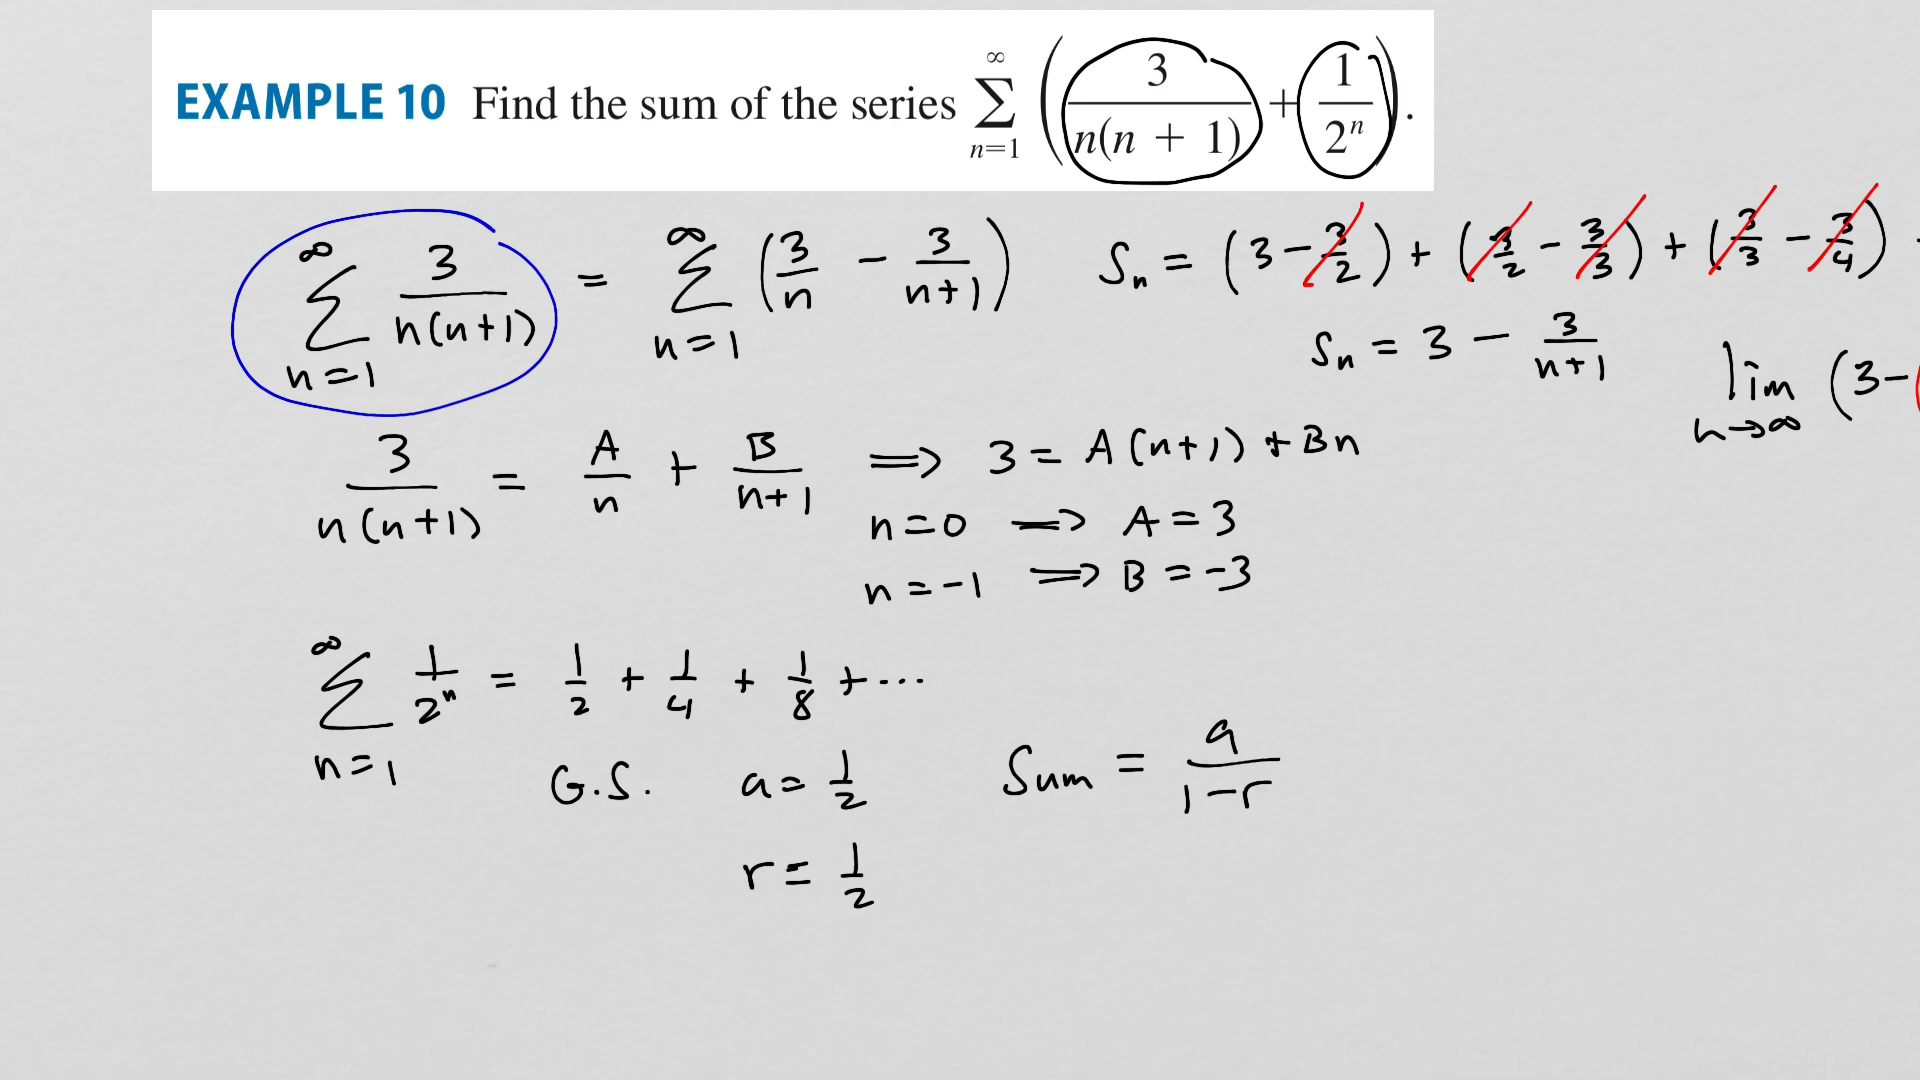 EXAMPLE 10 Find the sum of the series ∑_{n=1}^{∞} (3/(n(n + 1)) + 1/2^n).
∑_{n=1}^{∞} 3/(n(n+1)) = ∑_{n=1}^{∞} (3/n − 3/(n+1))
S_n = (3 − 3/2) + (3/2 − 3/3) + (3/3 − 3/4)
S_n = 3 − 3/(n+1)
lim_{n→∞} (3 −
3/(n(n+1)) = A/n + B/(n+1) ⟹ 3 = A(n+1) + Bn
n = 0 ⟹ A = 3
n = −1 ⟹ B = −3
∑_{n=1}^{∞} 1/2^n = 1/2 + 1/4 + 1/8 + ...
G.S. a = 1/2 Sum = a/(1−r)
r = 1/2